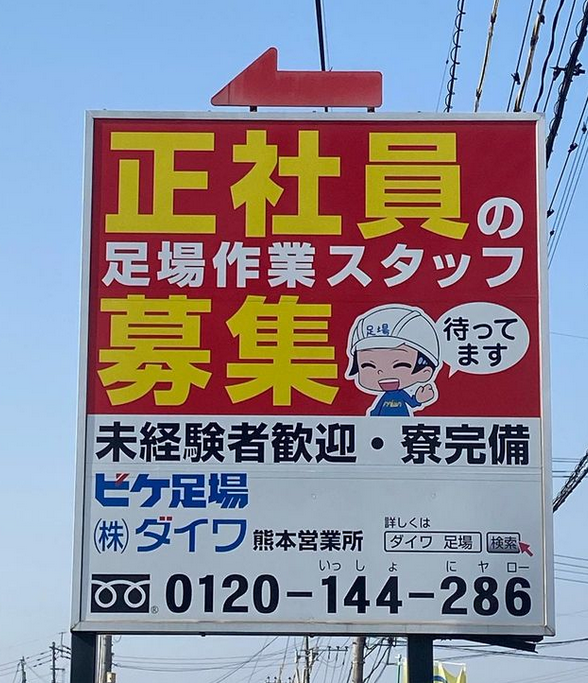 正社員の
足場作業スタッフ
募集
足場
待ってます
未経験者歓迎・寮完備
ビケ足場
㈱ダイワ 熊本営業所
詳しくは
ダイワ 足場 検索
いっしょ にヤロー
0120-144-286